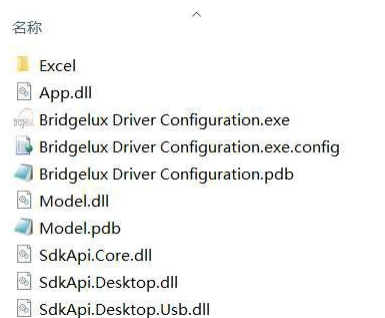 名称
Excel
App.dll
Bridgelux Driver Configuration.exe
Bridgelux Driver Configuration.exe.config
Bridgelux Driver Configuration.pdb
Model.dll
Model.pdb
SdkApi.Core.dll
SdkApi.Desktop.dll
SdkApi.Desktop.Usb.dll